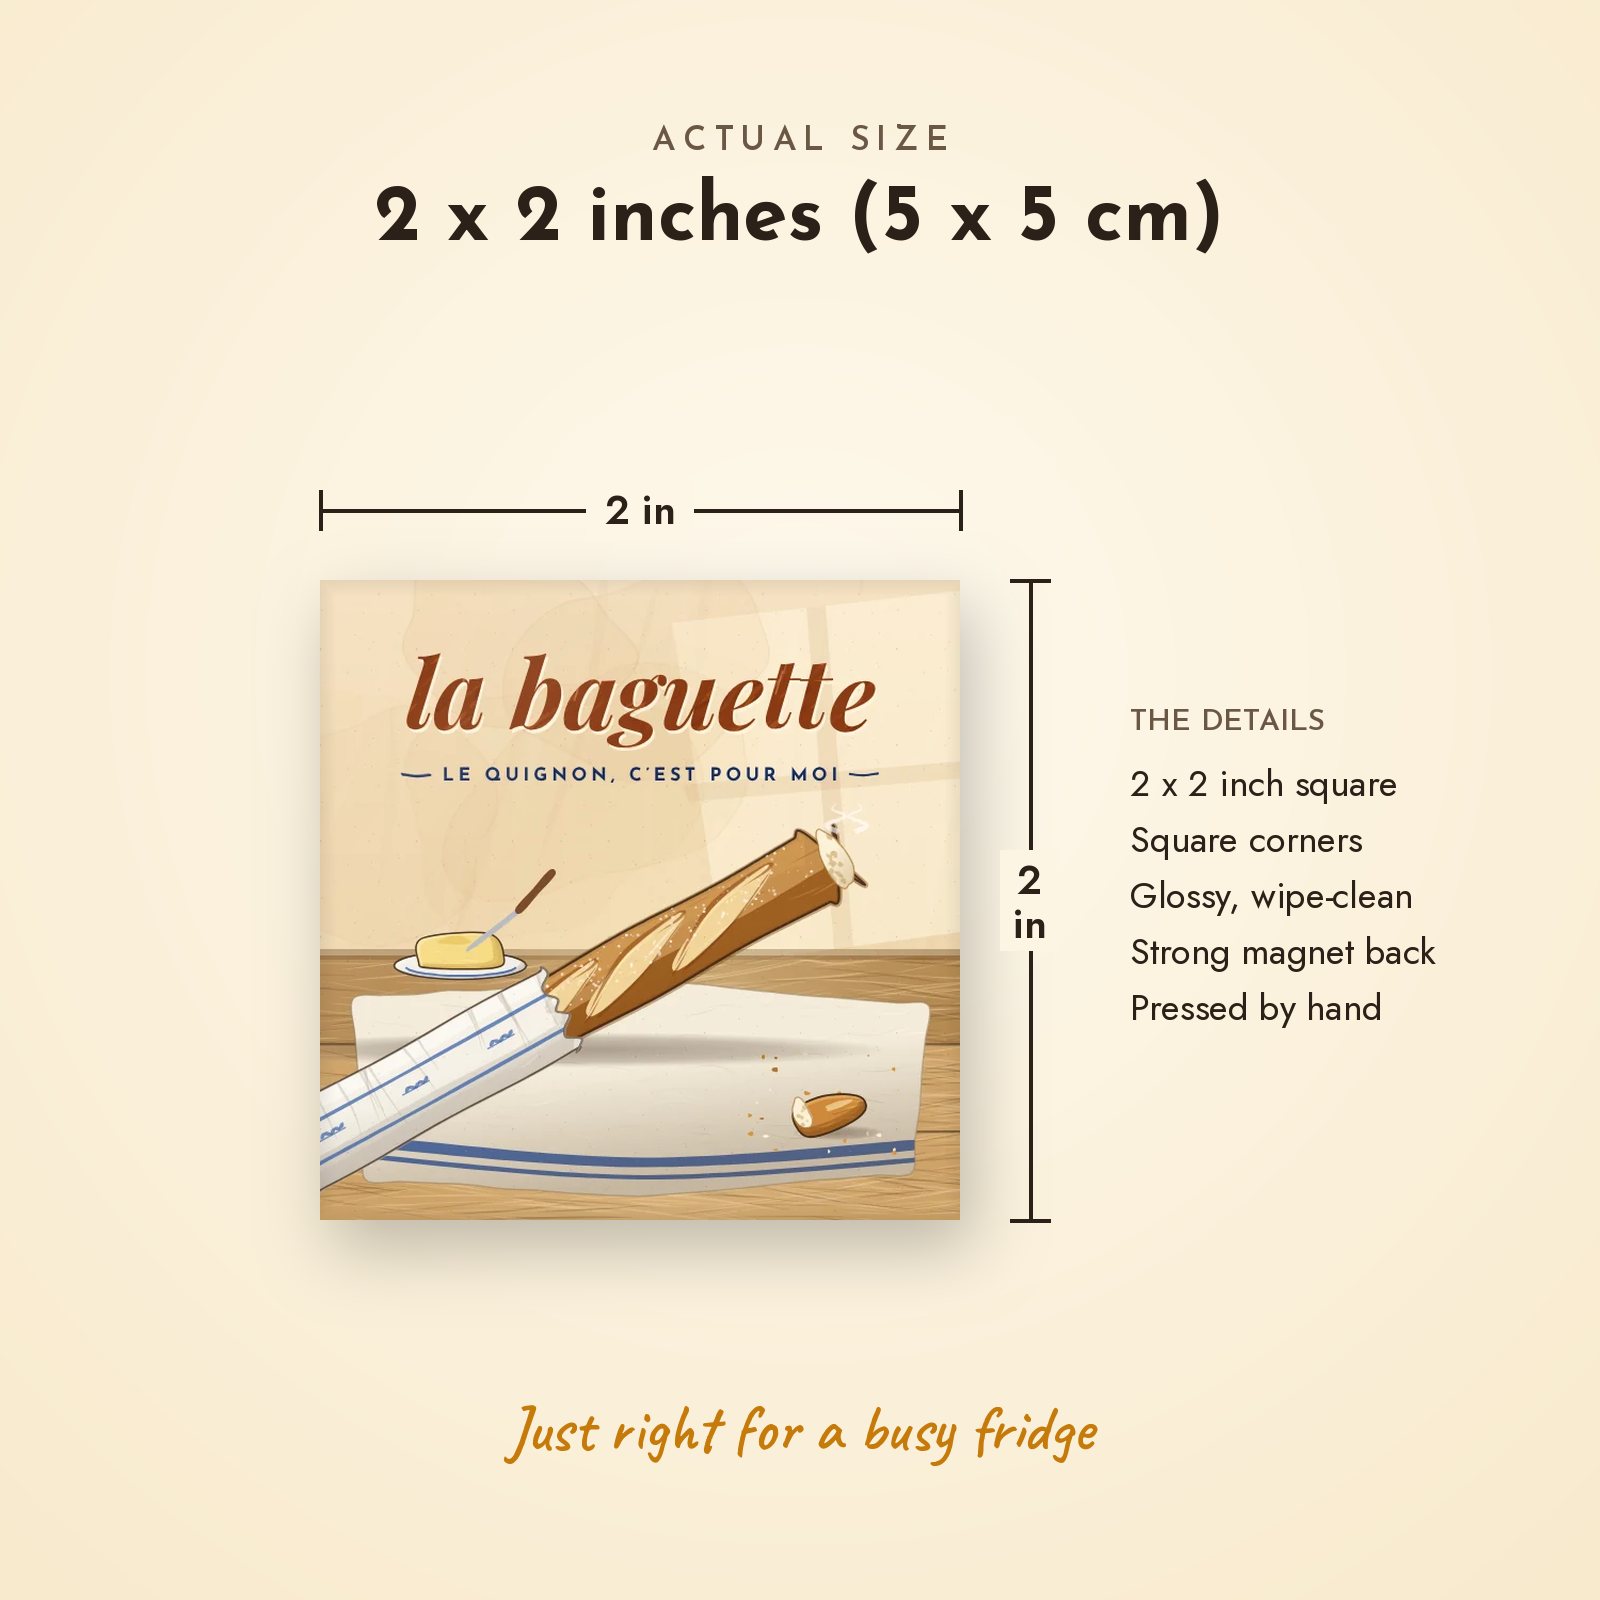 ACTUAL SIZE
2 x 2 inches (5 x 5 cm)
2 in
la baguette
LE QUIGNON, C'EST POUR MOI
2
in
THE DETAILS
2 x 2 inch square
Square corners
Glossy, wipe-clean
Strong magnet back
Pressed by hand
Just right for a busy fridge